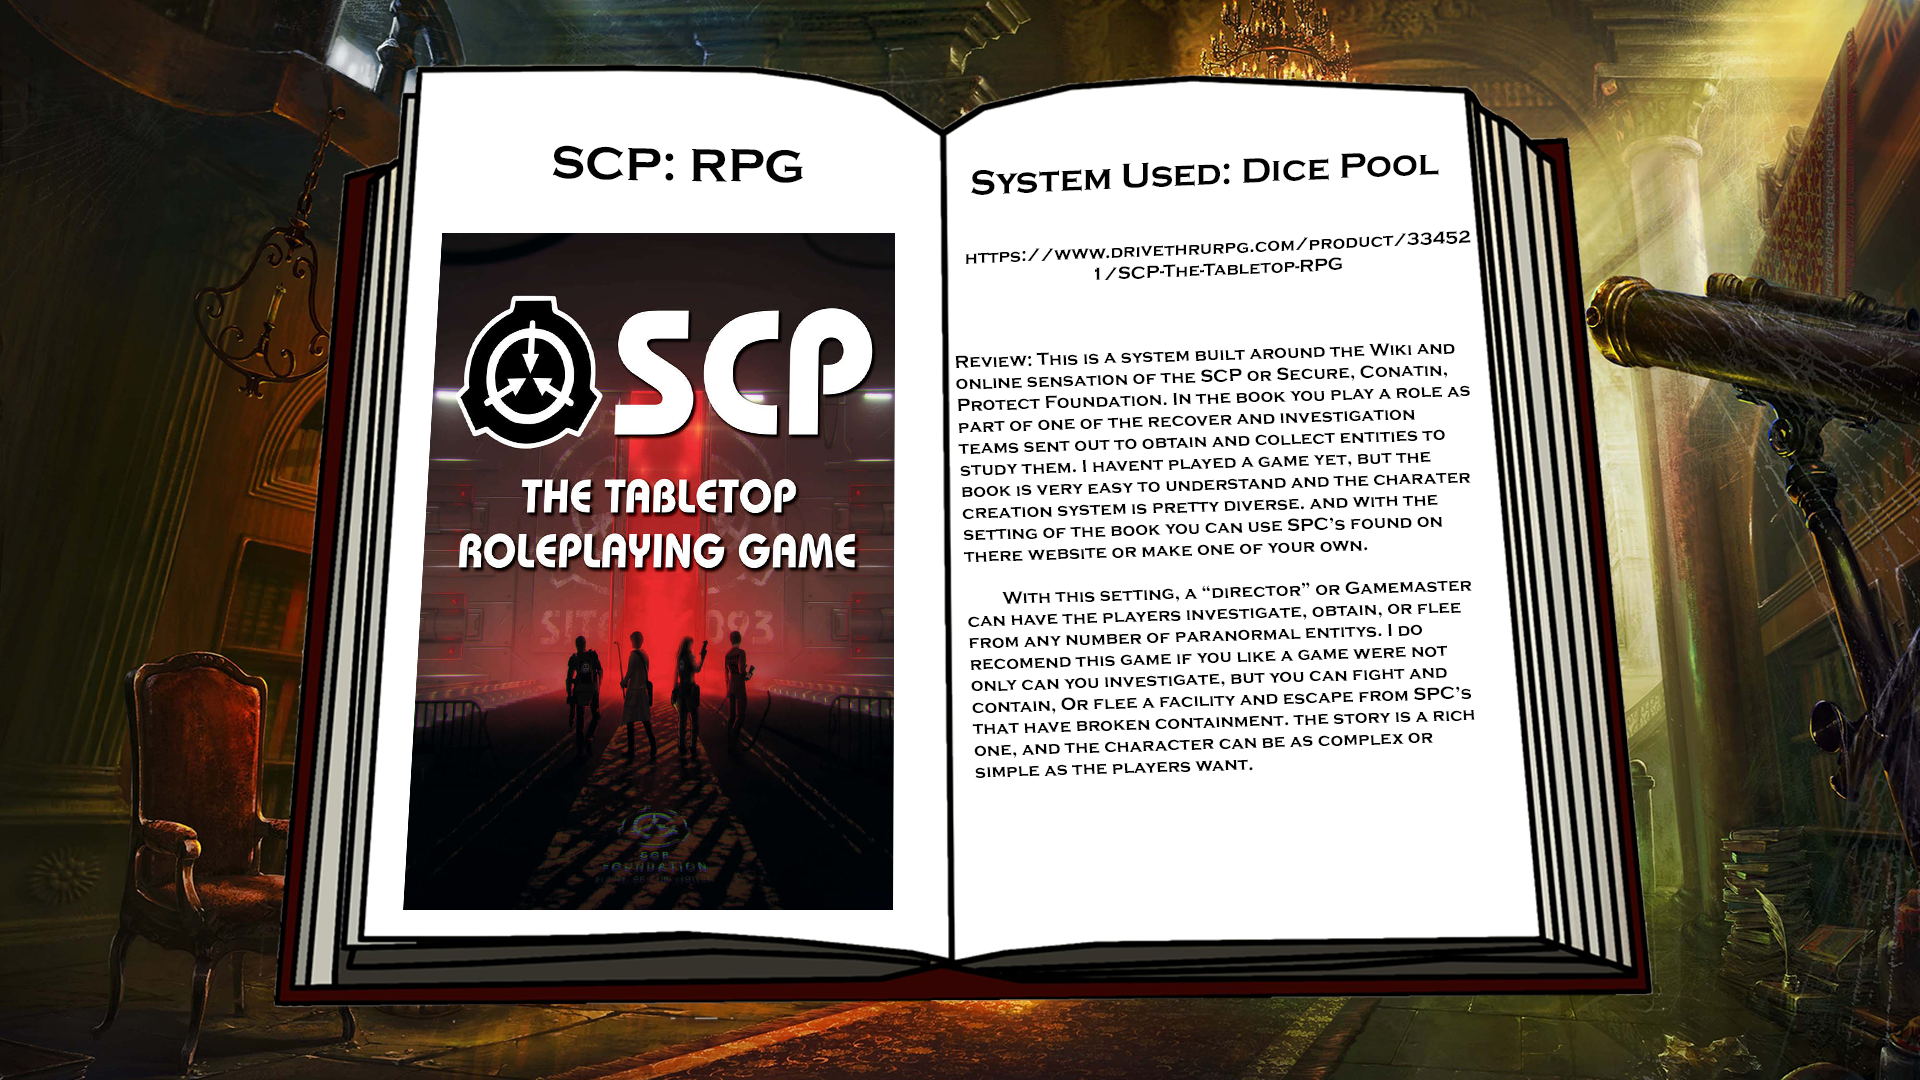 SCP: RPG
SCP
THE TABLETOP
ROLEPLAYING GAME
SITE 093
SCP
FOUNDATION
System Used: Dice Pool
https://www.drivethrurpg.com/product/33452
1/SCP-The-Tabletop-RPG
Review: This is a system built around the Wiki and
online sensation of the SCP or Secure, Conatin,
Protect Foundation. In the book you play a role as
part of one of the recover and investigation
teams sent out to obtain and collect entities to
study them. I havent played a game yet, but the
book is very easy to understand and the charater
creation system is pretty diverse. and with the
setting of the book you can use SPC's found on
there website or make one of your own.
With this setting, a "director" or Gamemaster
can have the players investigate, obtain, or flee
from any number of paranormal entitys. I do
recomend this game if you like a game were not
only can you investigate, but you can fight and
contain, Or flee a facility and escape from SPC's
that have broken containment. the story is a rich
one, and the character can be as complex or
simple as the players want.